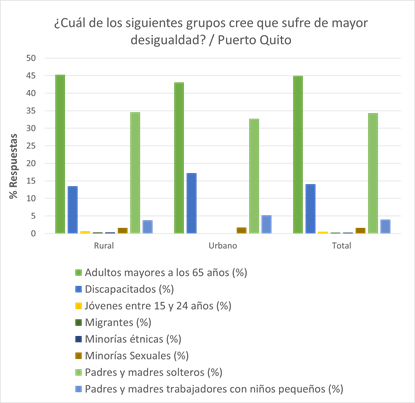 ¿Cuál de los siguientes grupos cree que sufre de mayor
desigualdad? / Puerto Quito
50
45
40
35
30
25
20
15
10
5
0
% Respuestas
Rural Urbano Total
Adultos mayores a los 65 años (%)
Discapacitados (%)
Jóvenes entre 15 y 24 años (%)
Migrantes (%)
Minorías étnicas (%)
Minorías Sexuales (%)
Padres y madres solteros (%)
Padres y madres trabajadores con niños pequeños (%)